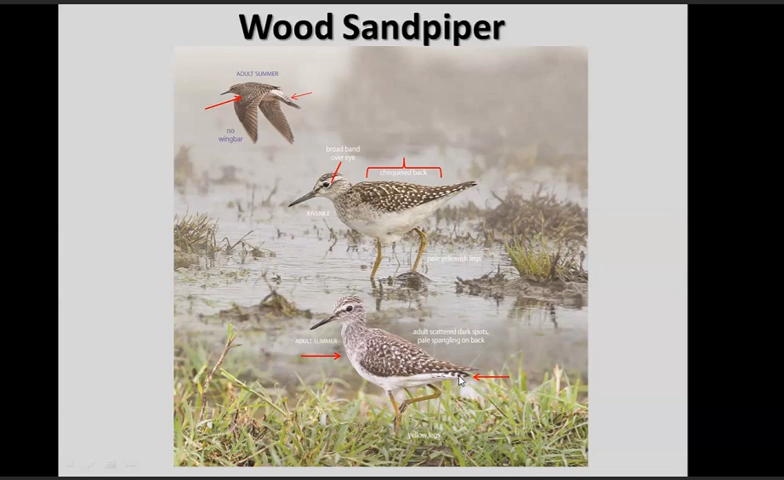 Wood Sandpiper
ADULT SUMMER
no
wingbar
broad band
over eye
chequered back
JUVENILE
pale yellowish legs
adult scattered dark spots,
pale spangling on back
ADULT SUMMER
yellow legs